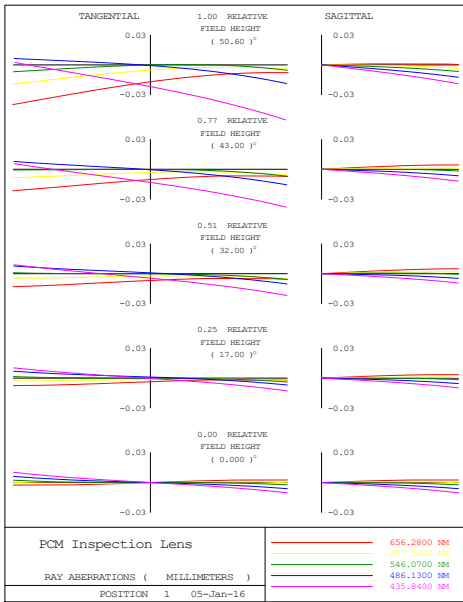 TANGENTIAL 1.00 RELATIVE SAGITTAL
FIELD HEIGHT
( 50.60 )°
0.03 0.03
-0.03 -0.03
0.77 RELATIVE
FIELD HEIGHT
( 43.00 )°
0.03 0.03
-0.03 -0.03
0.51 RELATIVE
FIELD HEIGHT
( 32.00 )°
0.03 0.03
-0.03 -0.03
0.25 RELATIVE
FIELD HEIGHT
( 17.00 )°
0.03 0.03
-0.03 -0.03
0.00 RELATIVE
FIELD HEIGHT
( 0.000 )°
0.03 0.03
-0.03 -0.03
PCM Inspection Lens
RAY ABERRATIONS ( MILLIMETERS )
POSITION 1 05-Jan-16
656.2800 NM
NM
546.0700 NM
486.1300 NM
435.8400 NM